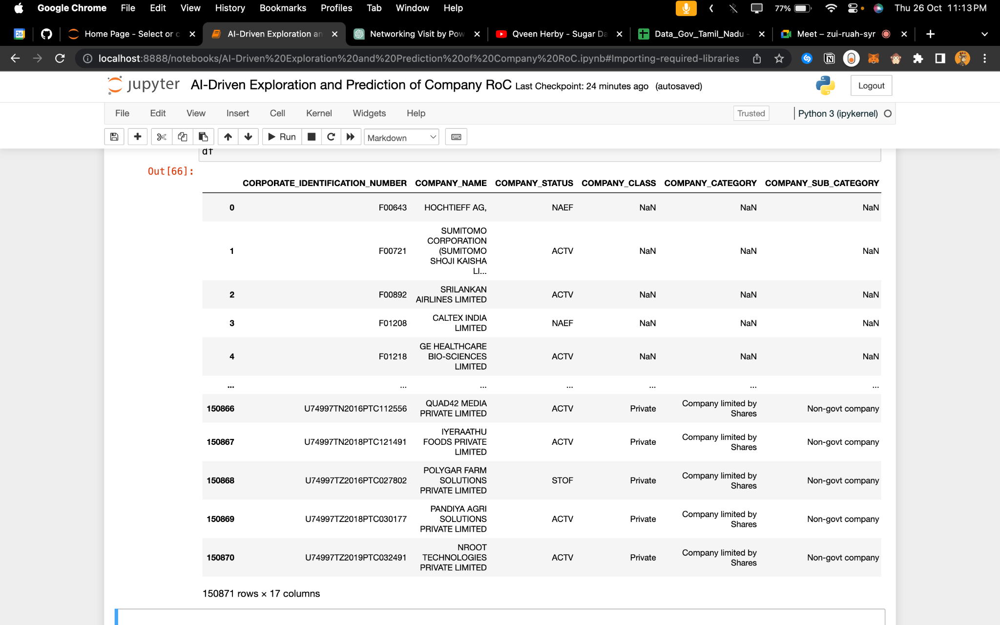 Google Chrome File Edit View History Bookmarks Profiles Tab Window Help 77% Thu 26 Oct 11:13 PM
26 Home Page - Select or c AI-Driven Exploration an Networking Visit by Pow Qveen Herby - Sugar Da Data_Gov_Tamil_Nadu - Meet – zui-ruah-syr
localhost:8888/notebooks/AI-Driven%20Exploration%20and%20Prediction%20of%20Company%20RoC.ipynb#Importing-required-libraries
jupyter AI-Driven Exploration and Prediction of Company RoC Last Checkpoint: 24 minutes ago (autosaved) Logout
File Edit View Insert Cell Kernel Widgets Help Trusted Python 3 (ipykernel)
Run Markdown
df
Out[66]:
CORPORATE_IDENTIFICATION_NUMBER COMPANY_NAME COMPANY_STATUS COMPANY_CLASS COMPANY_CATEGORY COMPANY_SUB_CATEGORY
0 F00643 HOCHTIEFF AG, NAEF NaN NaN NaN
SUMITOMO
CORPORATION
1 F00721 (SUMITOMO ACTV NaN NaN NaN
SHOJI KAISHA
LI...
SRILANKAN
2 F00892 AIRLINES LIMITED ACTV NaN NaN NaN
CALTEX INDIA
3 F01208 LIMITED NAEF NaN NaN NaN
GE HEALTHCARE
4 F01218 BIO-SCIENCES ACTV NaN NaN NaN
LIMITED
... ... ... ... ... ... ...
QUAD42 MEDIA Company limited by
150866 U74997TN2016PTC112556 PRIVATE LIMITED ACTV Private Shares Non-govt company
IYERAATHU
150867 U74997TN2018PTC121491 FOODS PRIVATE ACTV Private Company limited by Non-govt company
LIMITED Shares
POLYGAR FARM
150868 U74997TZ2016PTC027802 SOLUTIONS STOF Private Company limited by Non-govt company
PRIVATE LIMITED Shares
PANDIYA AGRI
150869 U74997TZ2018PTC030177 SOLUTIONS ACTV Private Company limited by Non-govt company
PRIVATE LIMITED Shares
NROOT
150870 U74997TZ2019PTC032491 TECHNOLOGIES ACTV Private Company limited by Non-govt company
PRIVATE LIMITED Shares
150871 rows × 17 columns